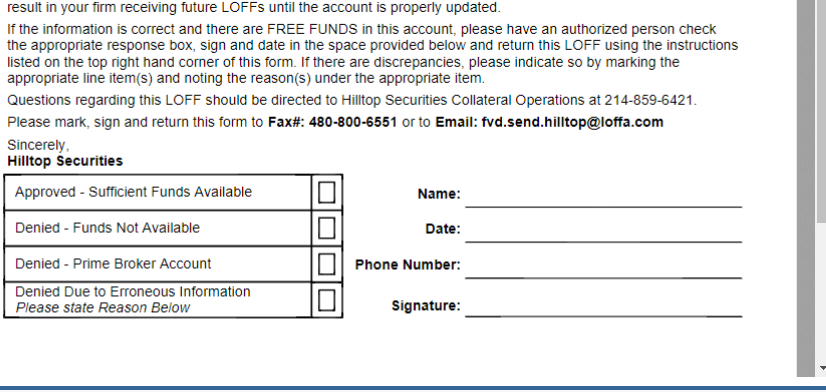 result in your firm receiving future LOFFs until the account is properly updated.
If the information is correct and there are FREE FUNDS in this account, please have an authorized person check
the appropriate response box, sign and date in the space provided below and return this LOFF using the instructions
listed on the top right hand corner of this form. If there are discrepancies, please indicate so by marking the
appropriate line item(s) and noting the reason(s) under the appropriate item.
Questions regarding this LOFF should be directed to Hilltop Securities Collateral Operations at 214-859-6421.
Please mark, sign and return this form to Fax#: 480-800-6551 or to Email: fvd.send.hilltop@loffa.com
Sincerely,
Hilltop Securities
Approved - Sufficient Funds Available
Name:
Denied - Funds Not Available
Date:
Denied - Prime Broker Account
Phone Number:
Denied Due to Erroneous Information
Please state Reason Below
Signature: